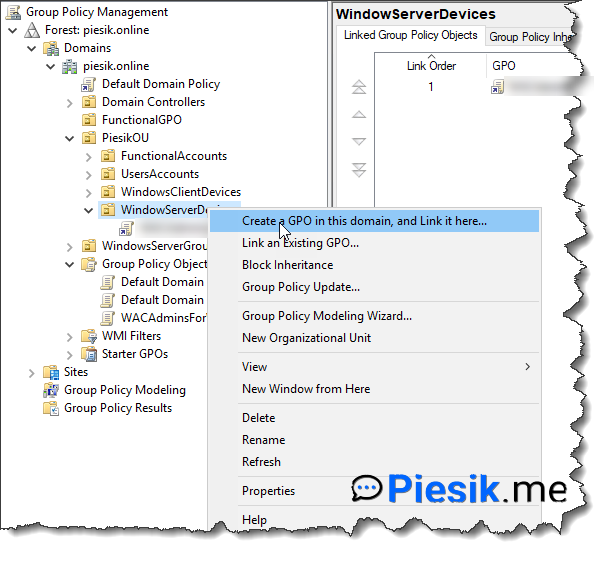 Group Policy Management
Forest: piesik.online
Domains
piesik.online
Default Domain Policy
Domain Controllers
FunctionalGPO
PiesikOU
FunctionalAccounts
UsersAccounts
WindowsClientDevices
WindowServerDe
WindowsServerGrou
Group Policy Object
Default Domain
Default Domain
WACAdminsFor
WMI Filters
Starter GPOs
Sites
Group Policy Modeling
Group Policy Results
WindowServerDevices
Linked Group Policy Objects
Group Policy Inhe
Link Order
GPO
1
Create a GPO in this domain, and Link it here...
Link an Existing GPO...
Block Inheritance
Group Policy Update...
Group Policy Modeling Wizard...
New Organizational Unit
View
New Window from Here
Delete
Rename
Refresh
Properties
Help
Piesik.me